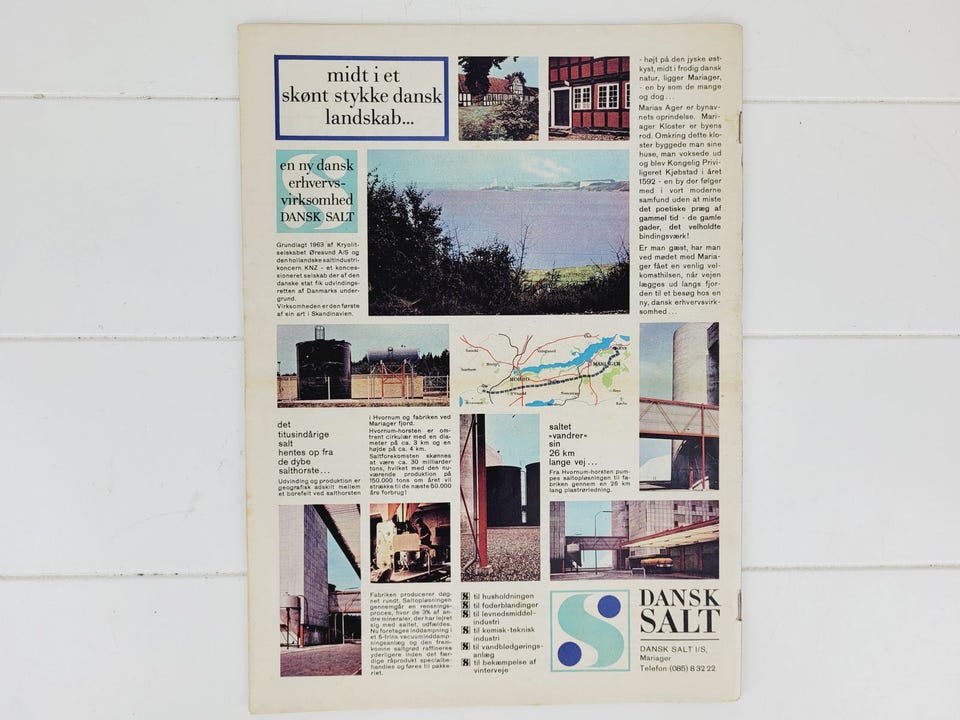 midt i et
skønt stykke dansk
landskab...
- højt på den jyske øst-
kyst, midt i frodig dansk
natur, ligger Mariager,
- en by som de mange
og dog...
Marias Ager er bynav-
nets oprindelse. Mari-
ager Kloster er byens
rod. Omkring dette klo-
ster byggede man sine
huse, man voksede ud
og blev Kongelig Privi-
ligeret Kjøbstad i året
1592 - en by der følger
med i vort moderne
samfund uden at miste
det poetiske præg af
gammel tid - de gamle
gader, det velholdte
bindingsværk!
Er man gæst, har man
ved mødet med Maria-
ger fået en venlig vel-
komsthilsen, når vejen
lægges ud langs fjor-
den til et besøg hos en
ny, dansk erhvervsvirk-
somhed...
en ny dansk
erhvervs-
virksomhed
DANSK SALT
Grundlagt 1963 af Kryolit-
selskabet Øresund A/S og
den hollandske saltindustri-
koncern KNZ - et konces-
sioneret selskab der af den
danske stat fik udvindings-
retten af Danmarks under-
grund.
Virksomheden er den første
af sin art i Skandinavien.
HOBRO
MARIAGER
det
titusindårige
salt
hentes op fra
de dybe
salthorste...
Udvinding og produktion er
geografisk adskilt mellem
et borefelt ved salthorsten
i Hvornum og fabriken ved
Mariager fjord.
Hvornum-horsten er om-
trent cirkulær med en dia-
meter på ca. 3 km og en
højde på ca. 4 km.
Saltforekomsten skønnes
at være ca. 30 milliarder
tons, hvilket med den nu-
værende produktion på
150.000 tons om året vil
strække til de næste 50.000
års forbrug!
saltet
»vandrer«
sin
26 km
lange vej...
Fra Hvornum-horsten pum-
pes saltopløsningen til fa-
briken gennem en 26 km
lang plastrørledning.
Fabriken producerer døg-
net rundt. Saltopløsningen
gennemgår en rensnings-
proces, hvor de 3% af an-
dre mineraler, der har lejret
sig med saltet, udfældes.
Nu foretages inddampning i
et 5-trins vacuuminddamp-
ningsanlæg og den frem-
komne saltgrød raffineres
yderligere inden det fær-
dige råprodukt specialbe-
handles og føres til pakke-
riet.
til husholdningen
til foderblandinger
til levnedsmiddel-
industri
til kemisk-teknisk
industri
til vandblødgørings-
anlæg
til bekæmpelse af
vinterveje
DANSK
SALT
DANSK SALT I/S,
Mariager
Telefon (085) 8 32 22